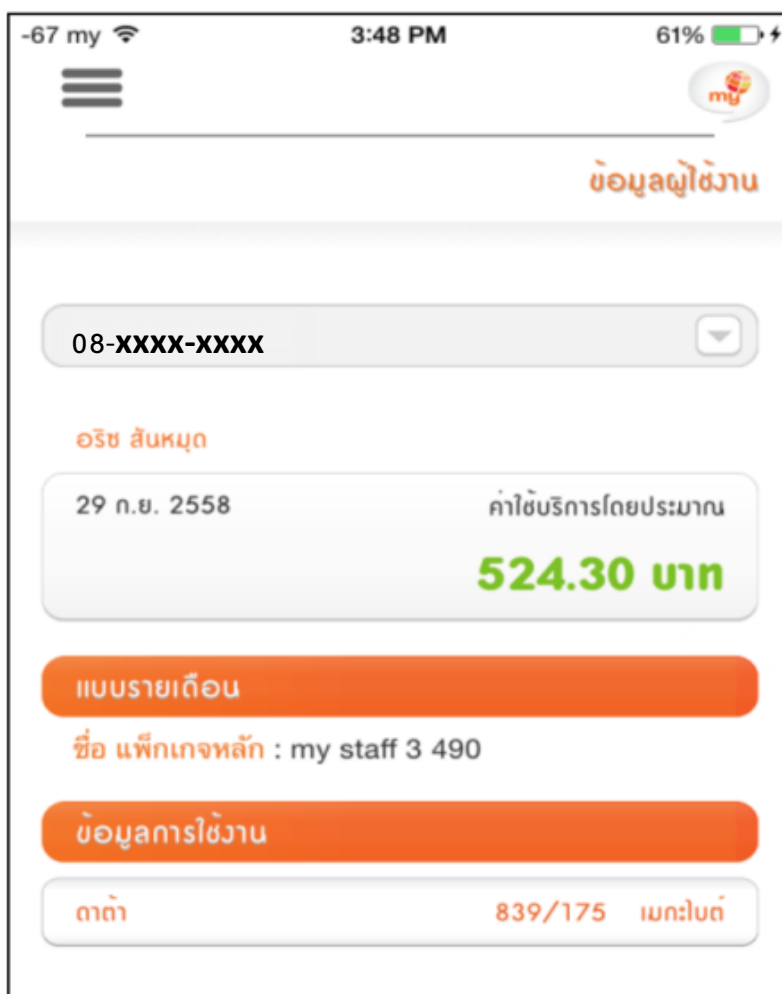 -67 my 3:48 PM 61%
my
ข้อมูลผู้ใช้งาน
08-xxxx-xxxx
อริช สันหมุด
29 ก.ย. 2558 ค่าใช้บริการโดยประมาณ
524.30 บาท
แบบรายเดือน
ชื่อ แพ็กเกจหลัก : my staff 3 490
ข้อมูลการใช้งาน
ดาต้า 839/175 เมกะไบต์